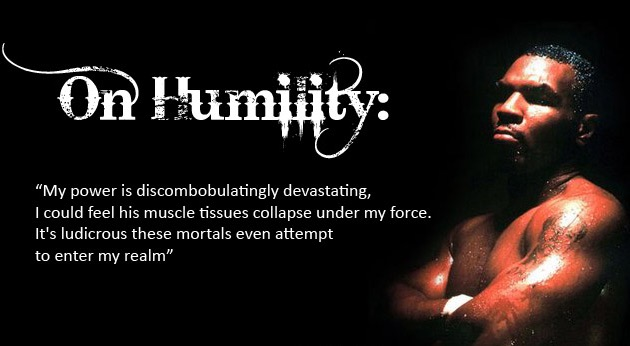 On Humility:
“My power is discombobulatingly devastating,
I could feel his muscle tissues collapse under my force.
It's ludicrous these mortals even attempt
to enter my realm”